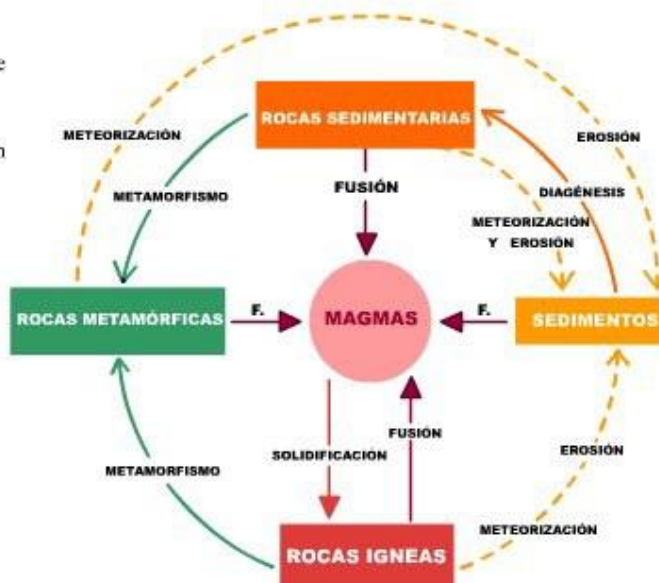 e
n
ROCAS SEDIMENTARIAS
METEORIZACIÓN
EROSIÓN
METAMORFISMO
FUSIÓN
DIAGÉNESIS
METEORIZACIÓN
Y EROSIÓN
ROCAS METAMÓRFICAS
F.
MAGMAS
F.
SEDIMENTOS
SOLIDIFICACIÓN
FUSIÓN
METAMORFISMO
EROSIÓN
METEORIZACIÓN
ROCAS IGNEAS